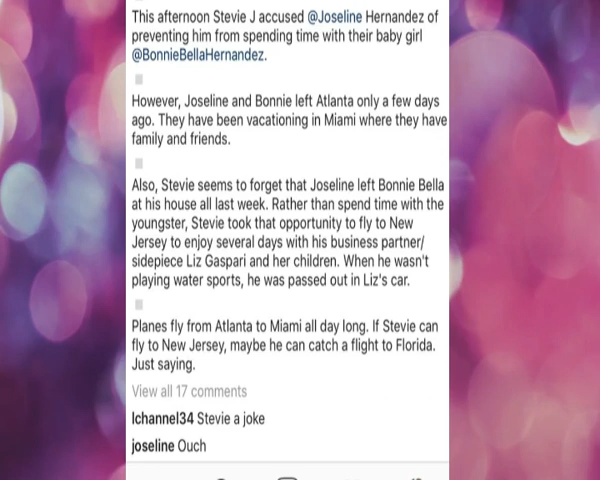 This afternoon Stevie J accused @Joseline Hernandez of
preventing him from spending time with their baby girl
@BonnieBellaHernandez.
However, Joseline and Bonnie left Atlanta only a few days
ago. They have been vacationing in Miami where they have
family and friends.
Also, Stevie seems to forget that Joseline left Bonnie Bella
at his house all last week. Rather than spend time with the
youngster, Stevie took that opportunity to fly to New
Jersey to enjoy several days with his business partner/
sidepiece Liz Gaspari and her children. When he wasn't
playing water sports, he was passed out in Liz's car.
Planes fly from Atlanta to Miami all day long. If Stevie can
fly to New Jersey, maybe he can catch a flight to Florida.
Just saying.
View all 17 comments
lchannel34 Stevie a joke
joseline Ouch